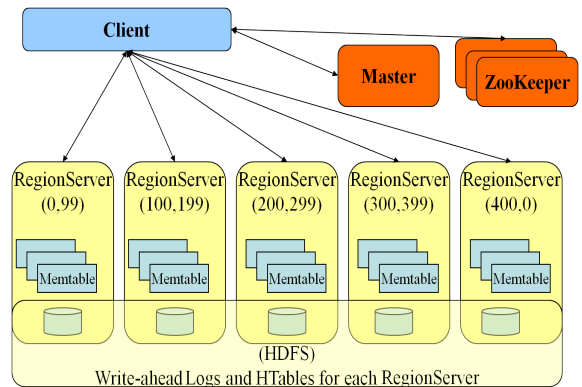 Client
Master
ZooKeeper
RegionServer
(0,99)
RegionServer
(100,199)
RegionServer
(200,299)
RegionServer
(300,399)
RegionServer
(400,0)
Memtable
Memtable
Memtable
Memtable
Memtable
(HDFS)
Write-ahead Logs and HTables for each RegionServer